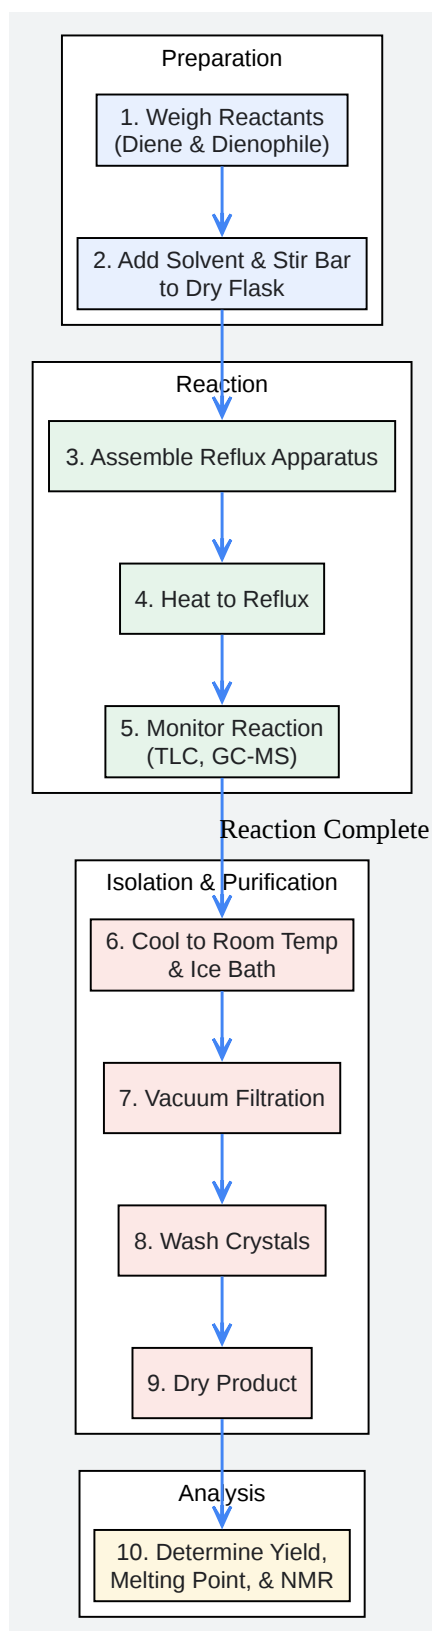 Preparation
1. Weigh Reactants
(Diene & Dienophile)
2. Add Solvent & Stir Bar
to Dry Flask
Reaction
3. Assemble Reflux Apparatus
4. Heat to Reflux
5. Monitor Reaction
(TLC, GC-MS)
Reaction Complete
Isolation & Purification
6. Cool to Room Temp
& Ice Bath
7. Vacuum Filtration
8. Wash Crystals
9. Dry Product
Analysis
10. Determine Yield,
Melting Point, & NMR